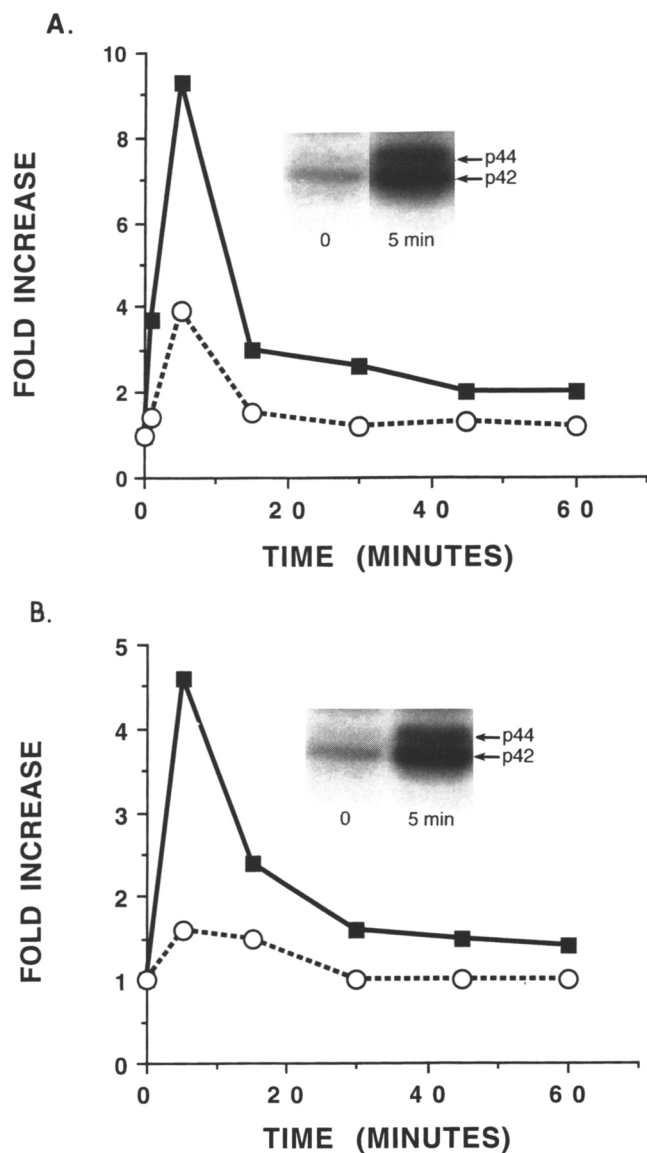 A.
10
8
6
4
2
0
FOLD INCREASE
p44
p42
0 5 min
0 20 40 60
TIME (MINUTES)
B.
5
4
3
2
1
0
FOLD INCREASE
p44
p42
0 5 min
0 20 40 60
TIME (MINUTES)